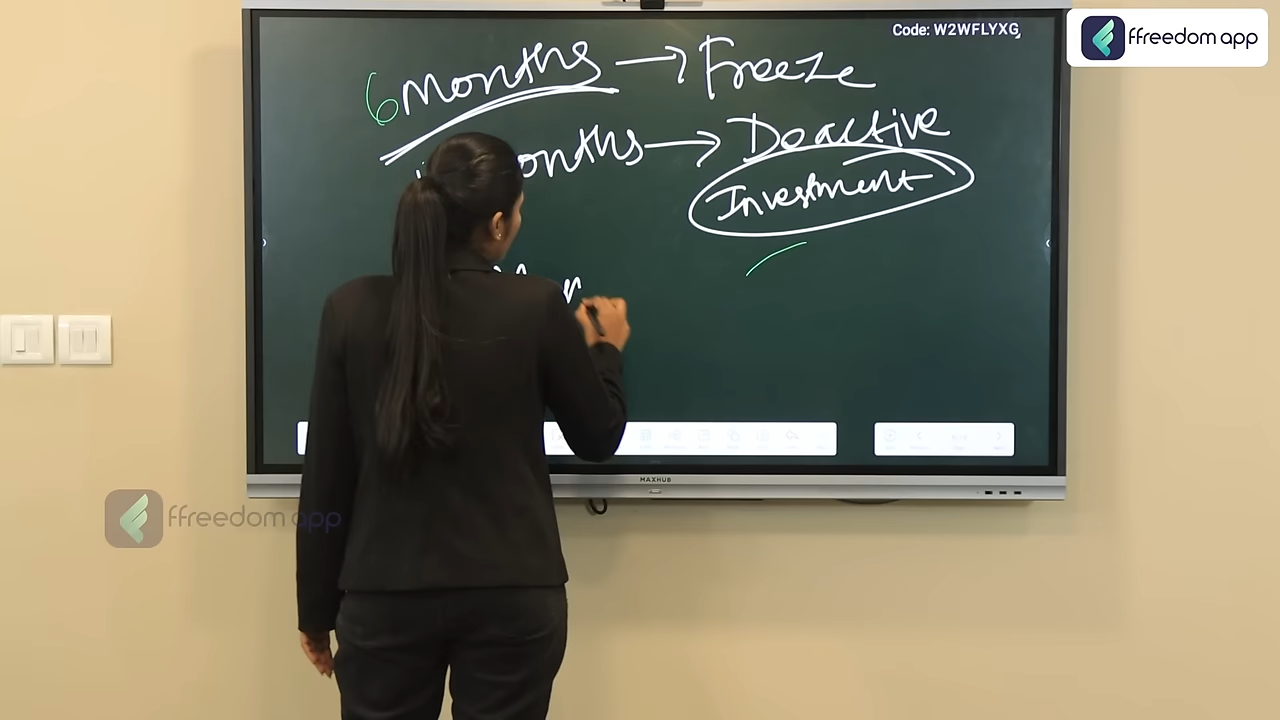 Code: W2WFLYXG
ffreedom app
6 Months → Freeze
onths → Deactive
Investment
MAXHUB
ffreedom app